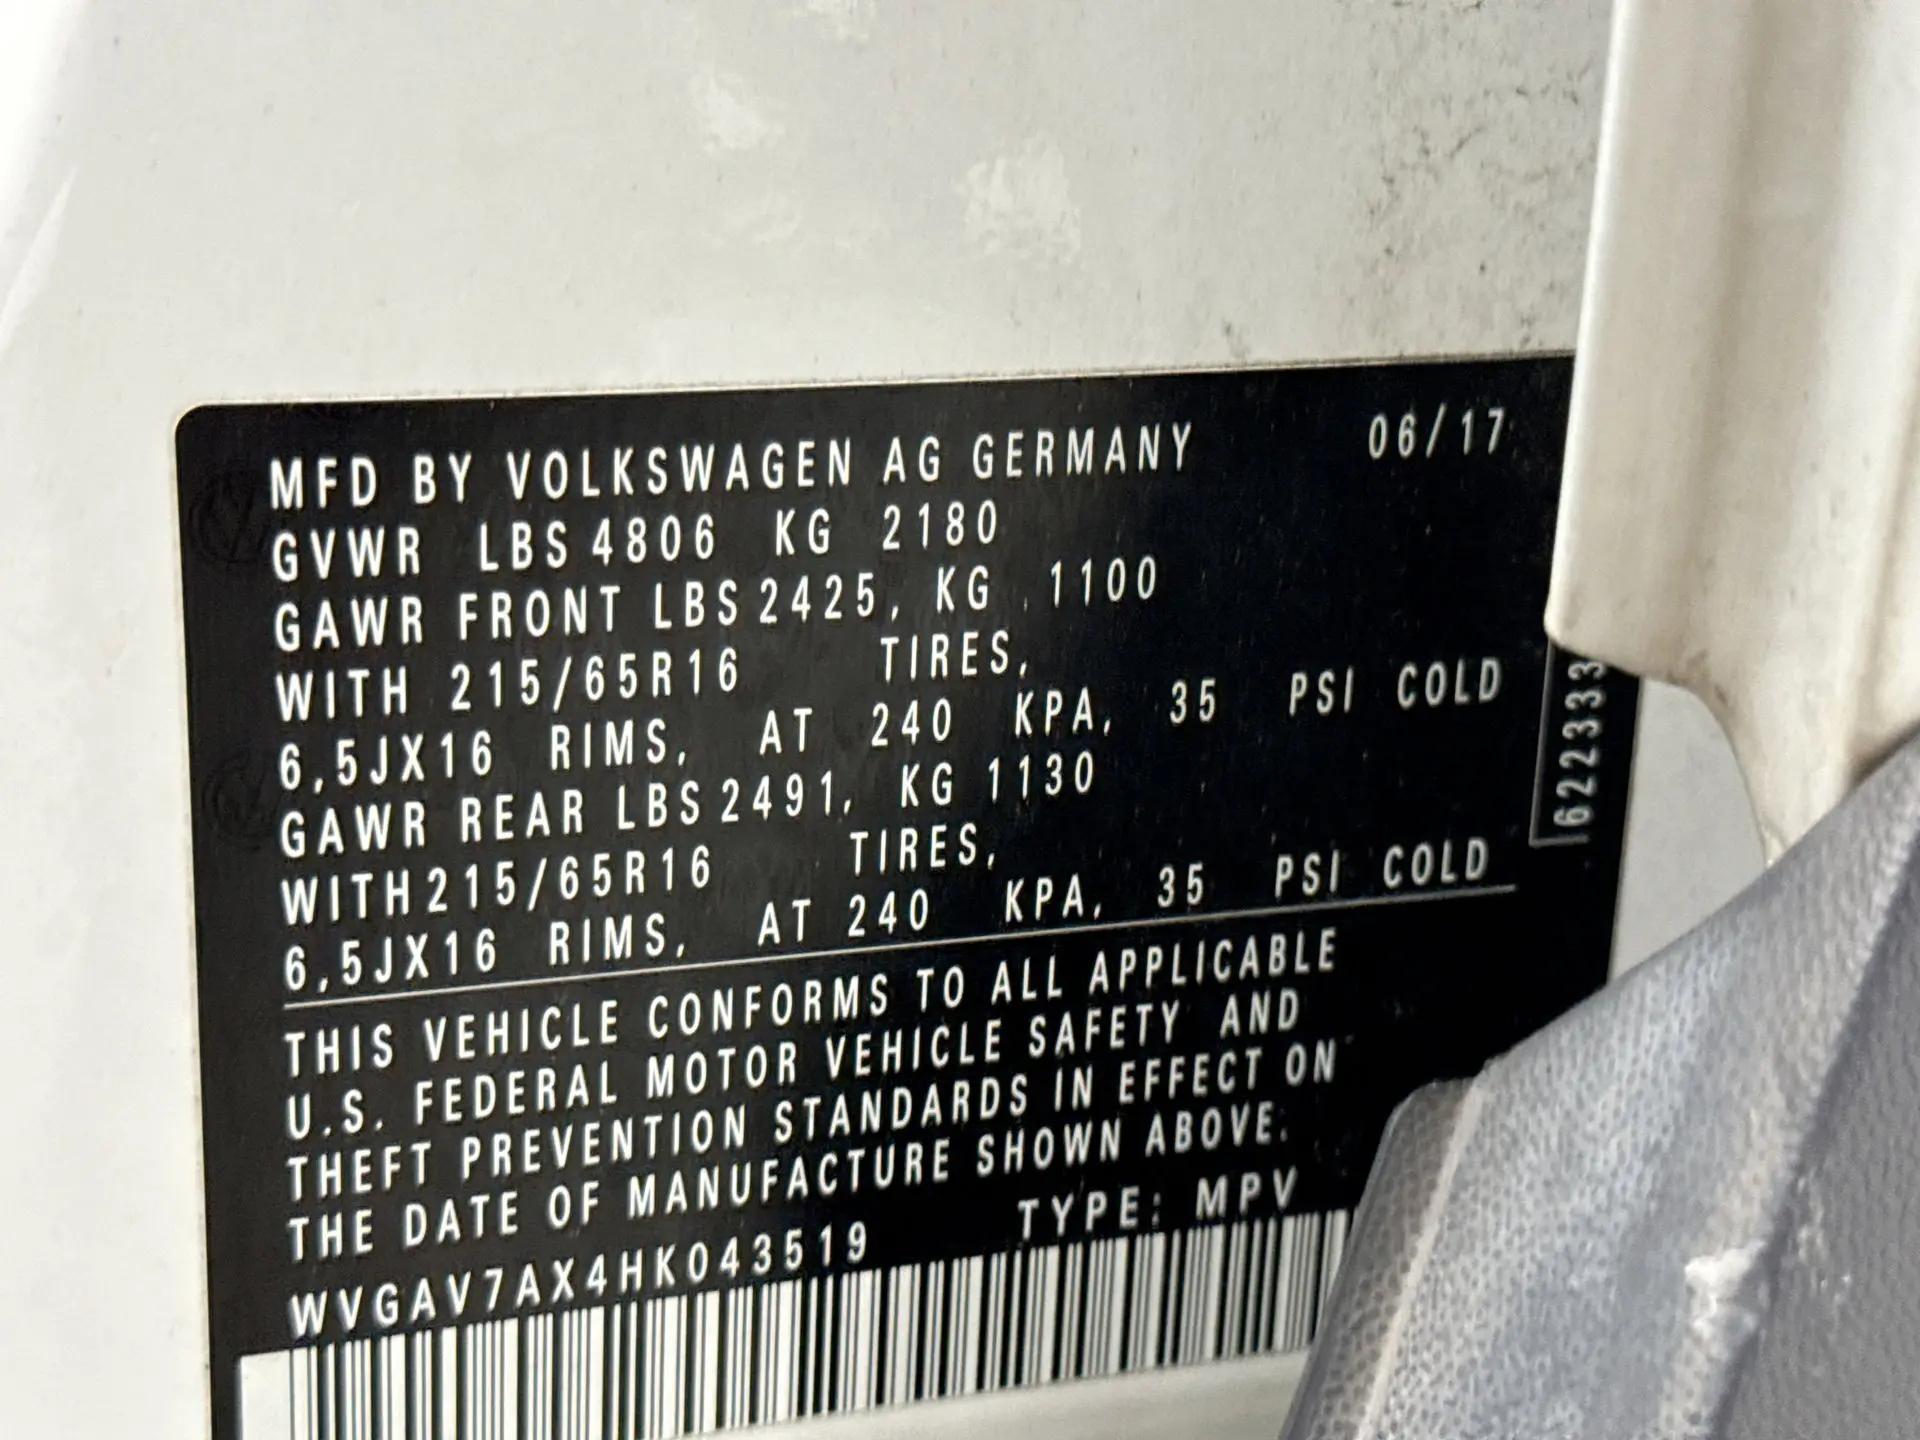 MFD BY VOLKSWAGEN AG GERMANY 06/17
GVWR LBS 4806 KG 2180
GAWR FRONT LBS 2425, KG 1100
WITH 215/65R16 TIRES,
6,5JX16 RIMS, AT 240 KPA, 35 PSI COLD
GAWR REAR LBS 2491, KG 1130
WITH 215/65R16 TIRES,
6,5JX16 RIMS, AT 240 KPA, 35 PSI COLD
THIS VEHICLE CONFORMS TO ALL APPLICABLE
U.S. FEDERAL MOTOR VEHICLE SAFETY AND
THEFT PREVENTION STANDARDS IN EFFECT ON
THE DATE OF MANUFACTURE SHOWN ABOVE.
WVGAV7AX4HK043519 TYPE: MPV